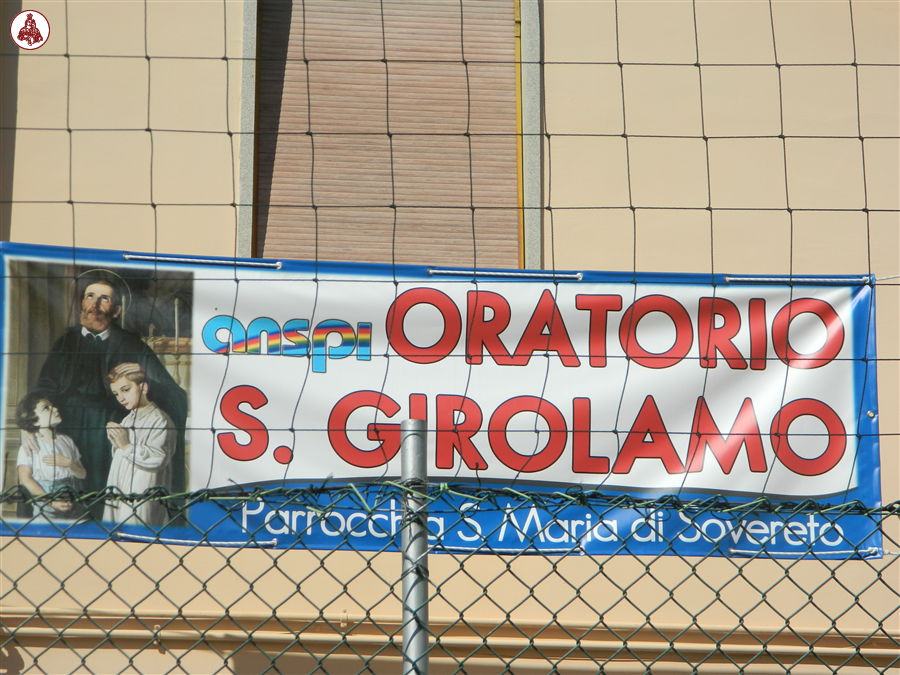 anspi ORATORIO
S. GIROLAMO
Parrocchia S. Maria di Sovereto